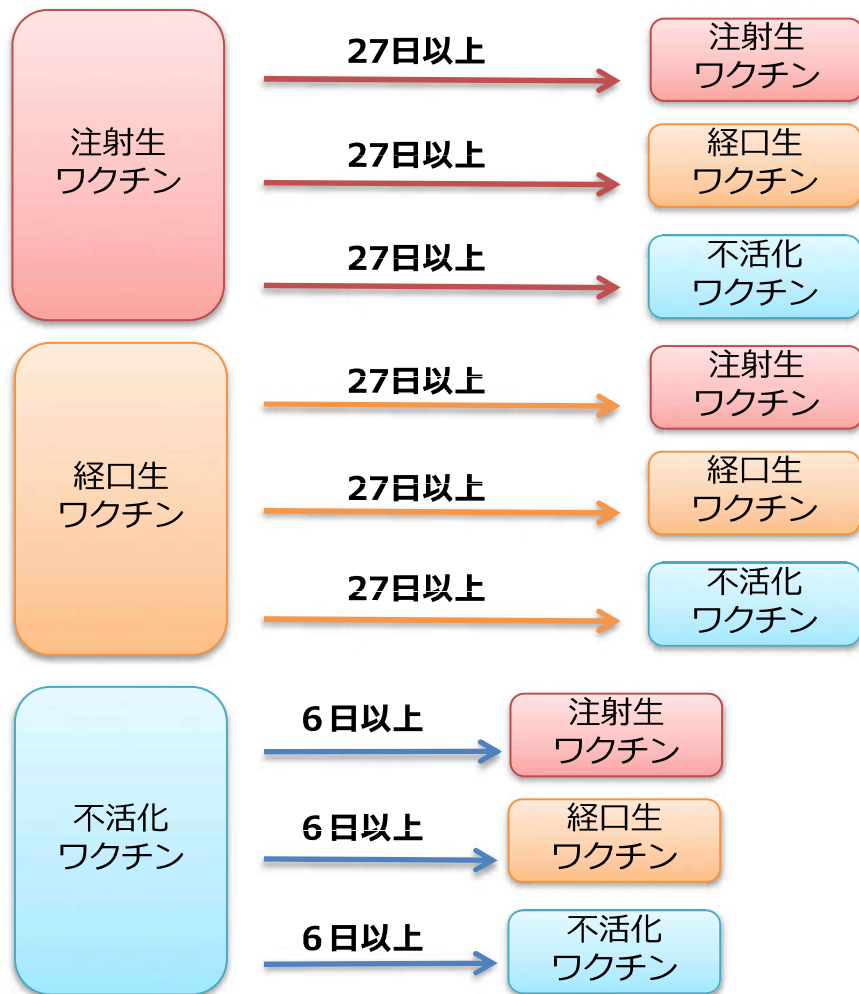 注射生
ワクチン
27日以上
注射生
ワクチン
27日以上
経口生
ワクチン
27日以上
不活化
ワクチン
経口生
ワクチン
27日以上
注射生
ワクチン
27日以上
経口生
ワクチン
27日以上
不活化
ワクチン
不活化
ワクチン
6日以上
注射生
ワクチン
6日以上
経口生
ワクチン
6日以上
不活化
ワクチン